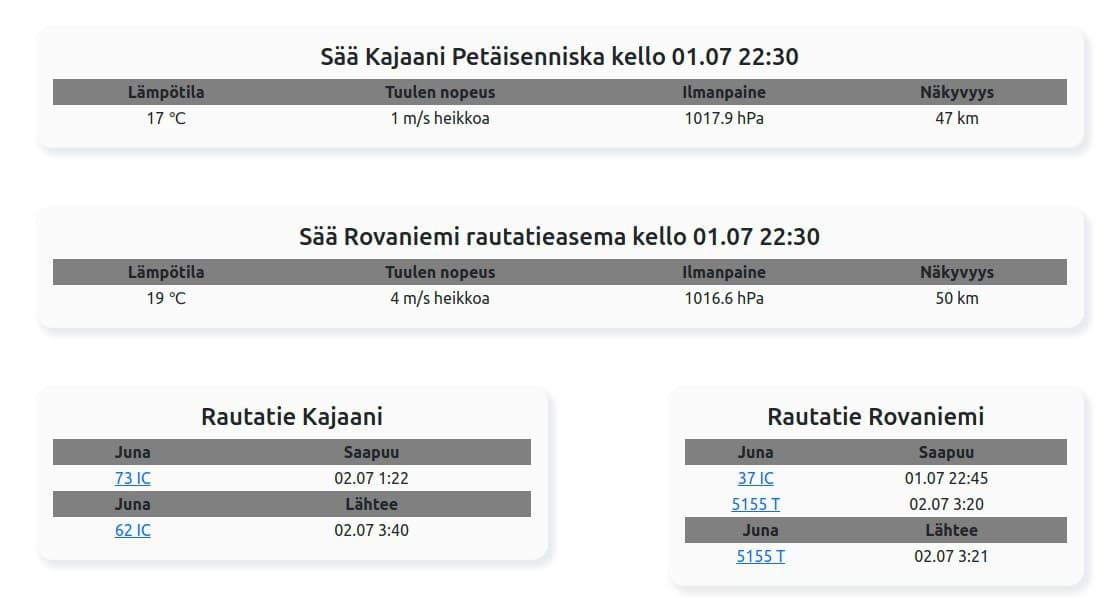 Sää Kajaani Petäisenniska kello 01.07 22:30
Lämpötila Tuulen nopeus Ilmanpaine Näkyvyys
17 °C 1 m/s heikkoa 1017.9 hPa 47 km
Sää Rovaniemi rautatieasema kello 01.07 22:30
Lämpötila Tuulen nopeus Ilmanpaine Näkyvyys
19 °C 4 m/s heikkoa 1016.6 hPa 50 km
Rautatie Kajaani
Juna Saapuu
73 IC 02.07 1:22
Juna Lähtee
62 IC 02.07 3:40
Rautatie Rovaniemi
Juna Saapuu
37 IC 01.07 22:45
5155 T 02.07 3:20
Juna Lähtee
5155 T 02.07 3:21